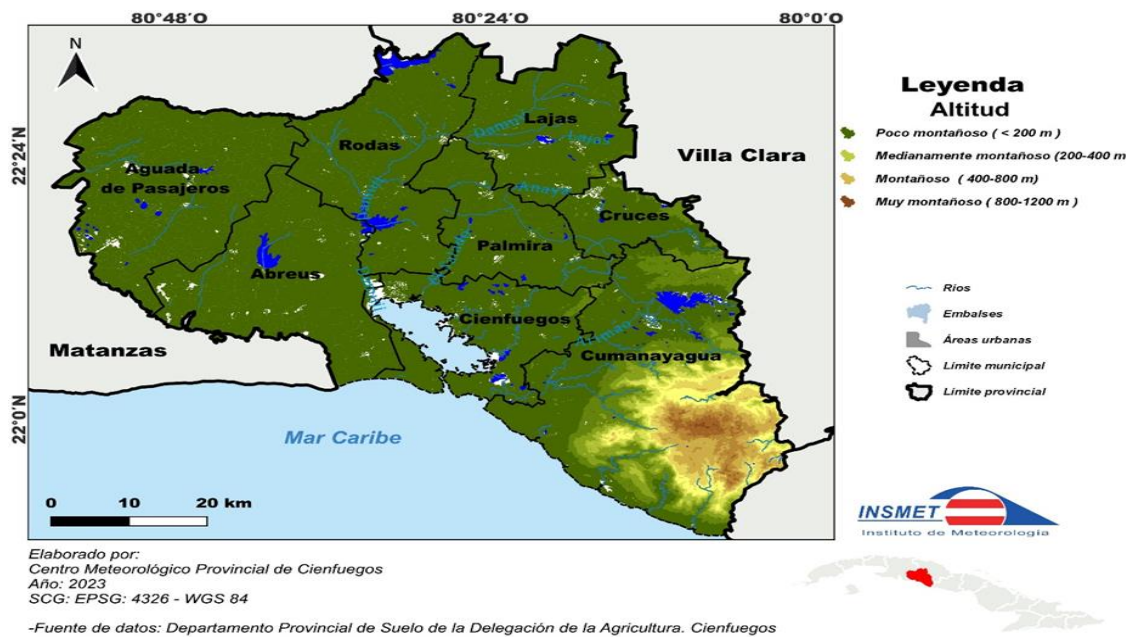 80°48'O 80°24'O 80°0'O
N
22°24'N
22°0'N
Lajas
Rodas
Damují
Lajas
Villa Clara
Aguada
de Pasajeros
Anaya
Cruces
Palmira
Abreus
Cienfuegos
Cumanayagua
Matanzas
Mar Caribe
0 10 20 km
Leyenda
Altitud
Poco montañoso ( < 200 m )
Medianamente montañoso (200-400 m
Montañoso ( 400-800 m)
Muy montañoso ( 800-1200 m )
Ríos
Embalses
Áreas urbanas
Límite municipal
Límite provincial
INSMET
Instituto de Meteorología
Elaborado por:
Centro Meteorológico Provincial de Cienfuegos
Año: 2023
SCG: EPSG: 4326 - WGS 84
-Fuente de datos: Departamento Provincial de Suelo de la Delegación de la Agricultura. Cienfuegos